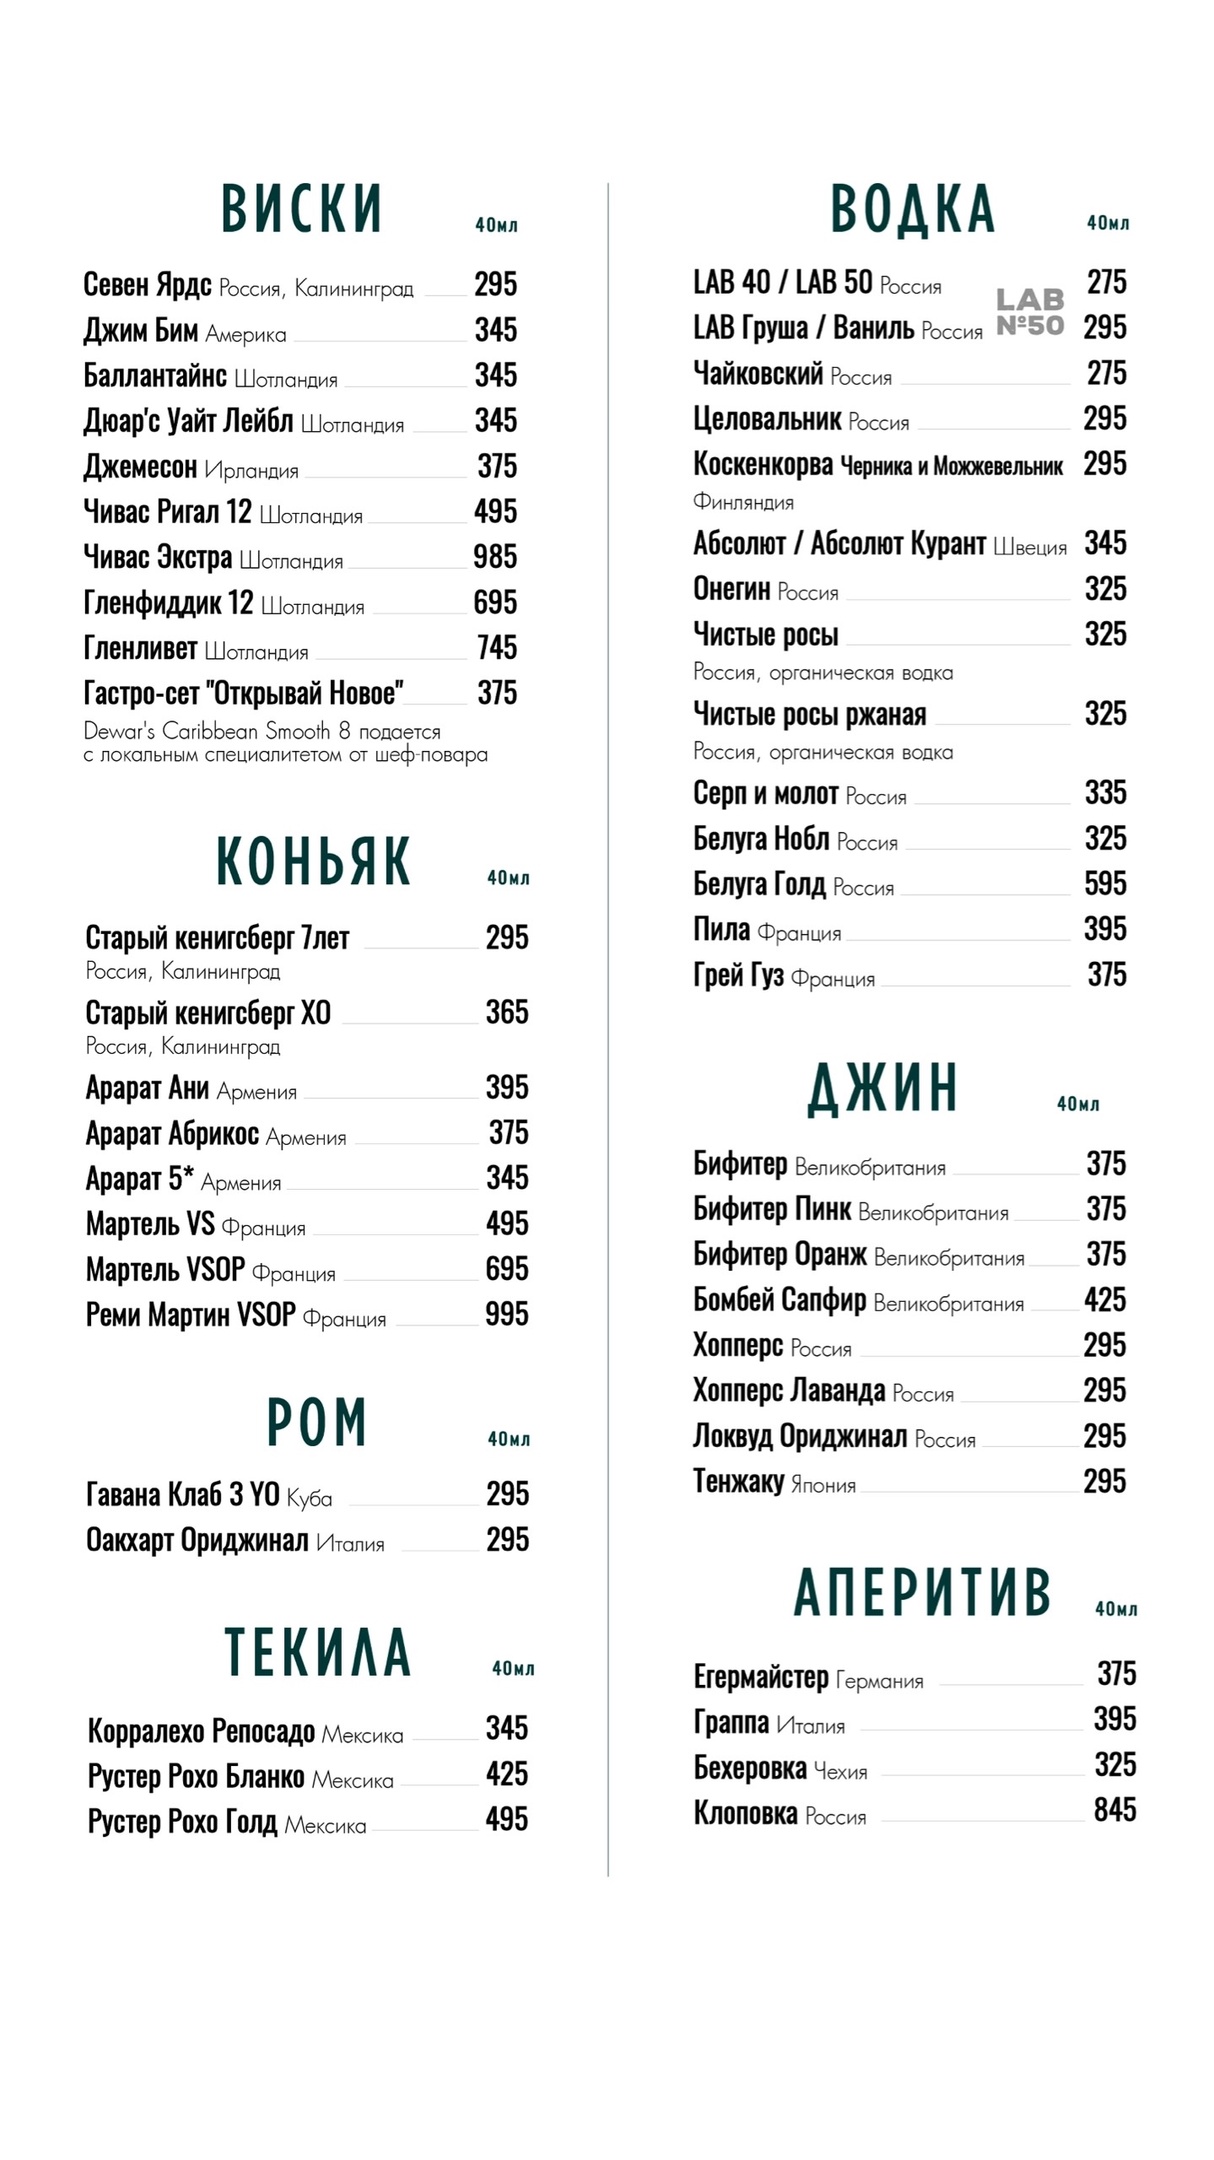 ВИСКИ 40мл
Севен Ярдс Россия, Калининград 295
Джим Бим Америка 345
Баллантайнс Шотландия 345
Дюар'с Уайт Лейбл Шотландия 345
Джемесон Ирландия 375
Чивас Ригал 12 Шотландия 495
Чивас Экстра Шотландия 985
Гленфиддик 12 Шотландия 695
Гленливет Шотландия 745
Гастро-сет "Открывай Новое" 375
Dewar's Caribbean Smooth 8 подается
с локальным специалитетом от шеф-повара
КОНЬЯК 40мл
Старый кенигсберг 7лет 295
Россия, Калининград
Старый кенигсберг XO 365
Россия, Калининград
Арарат Ани Армения 395
Арарат Абрикос Армения 375
Арарат 5* Армения 345
Мартель VS Франция 495
Мартель VSOP Франция 695
Реми Мартин VSOP Франция 995
РОМ 40мл
Гавана Клаб 3 YO Куба 295
Оакхарт Ориджинал Италия 295
ТЕКИЛА 40мл
Корралехо Репосадо Мексика 345
Рустер Рохо Бланко Мексика 425
Рустер Рохо Голд Мексика 495
ВОДКА 40мл
LAB 40 / LAB 50 Россия 275
LAB Груша / Ваниль Россия 295
LAB
№50
Чайковский Россия 275
Целовальник Россия 295
Коскенкорва Черника и Можжевельник 295
Финляндия
Абсолют / Абсолют Курант Швеция 345
Онегин Россия 325
Чистые росы 325
Россия, органическая водка
Чистые росы ржаная 325
Россия, органическая водка
Серп и молот Россия 335
Белуга Нобл Россия 325
Белуга Голд Россия 595
Пила Франция 395
Грей Гуз Франция 375
ДЖИН 40мл
Бифитер Великобритания 375
Бифитер Пинк Великобритания 375
Бифитер Оранж Великобритания 375
Бомбей Сапфир Великобритания 425
Хопперс Россия 295
Хопперс Лаванда Россия 295
Локвуд Ориджинал Россия 295
Тенжаку Япония 295
АПЕРИТИВ 40мл
Егермайстер Германия 375
Граппа Италия 395
Бехеровка Чехия 325
Клоповка Россия 845